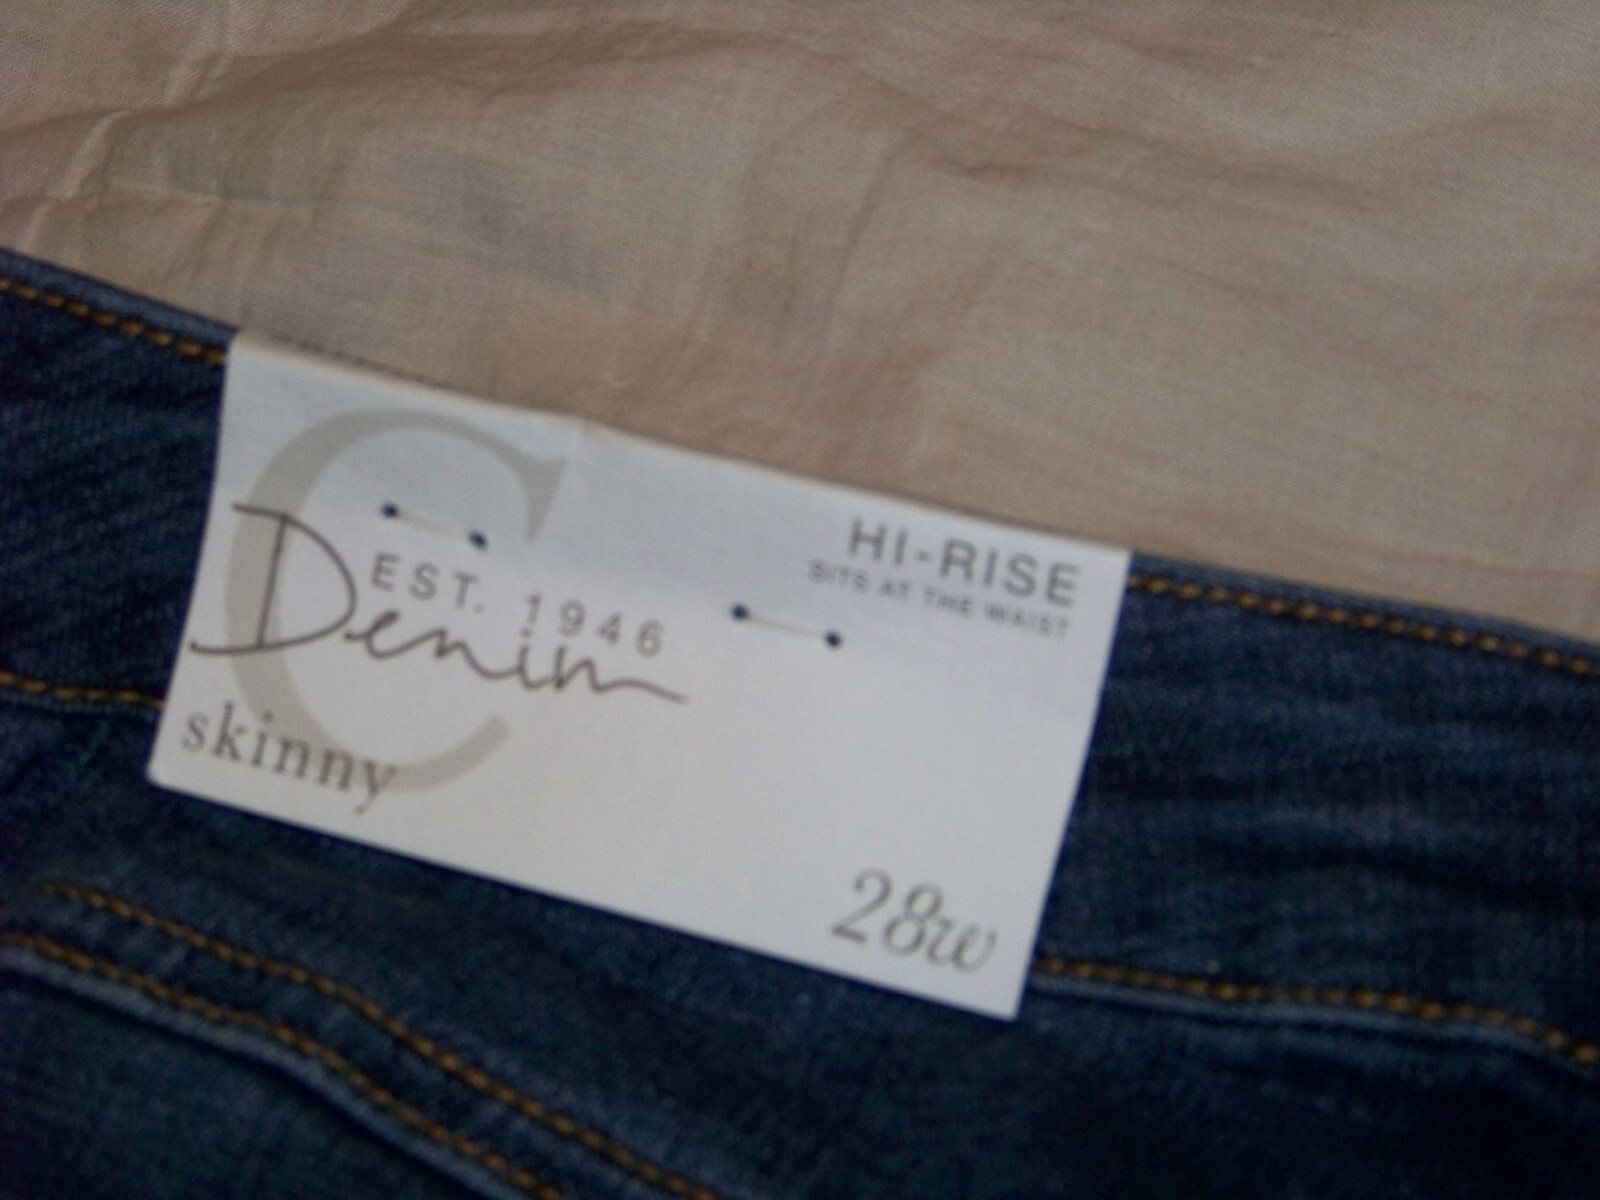 C
EST. 1946
Denim
skinny
HI-RISE
SITS AT THE WAIST
28w